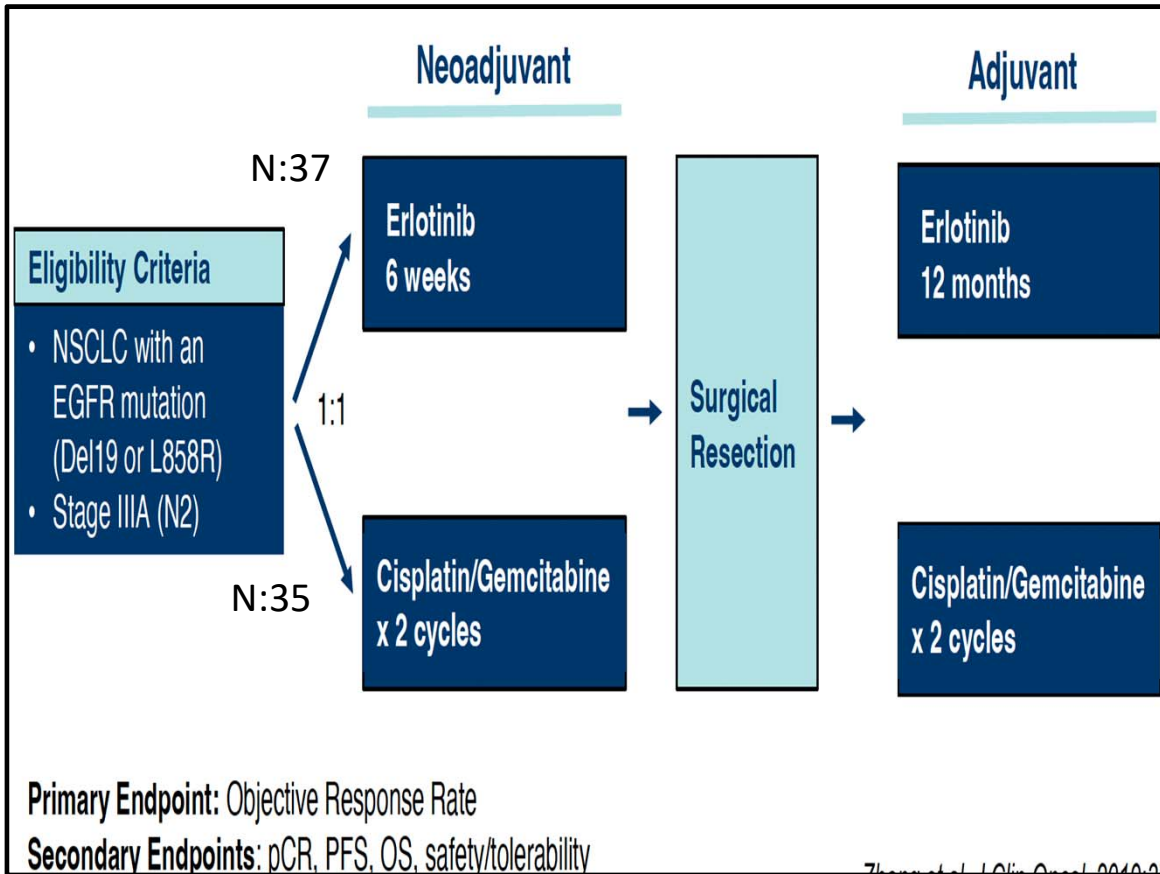 Neoadjuvant
Adjuvant
N:37
Erlotinib
6 weeks
Erlotinib
12 months
Eligibility Criteria
• NSCLC with an
EGFR mutation
(Del19 or L858R)
• Stage IIIA (N2)
1:1
Surgical
Resection
N:35
Cisplatin/Gemcitabine
x 2 cycles
Cisplatin/Gemcitabine
x 2 cycles
Primary Endpoint: Objective Response Rate
Secondary Endpoints: pCR, PFS, OS, safety/tolerability